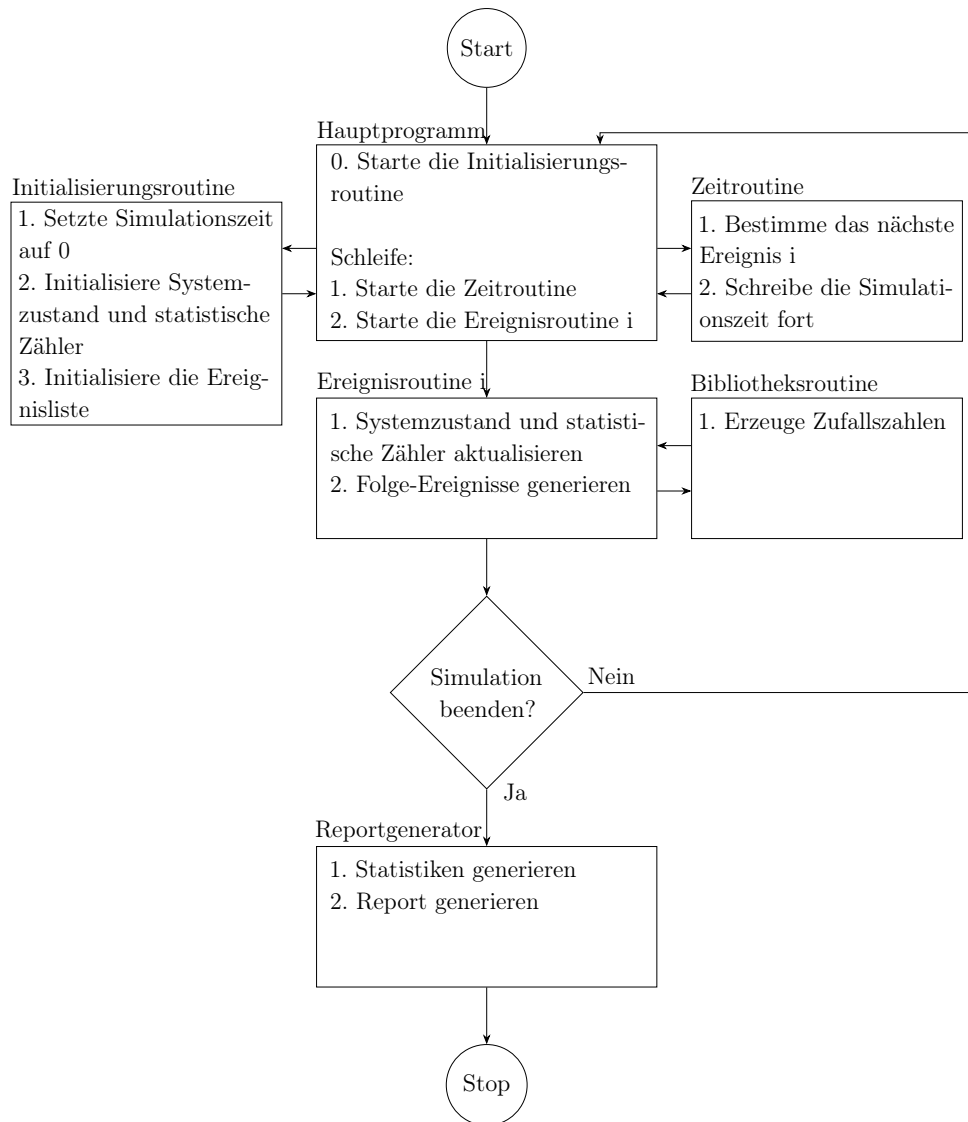 Start
Hauptprogramm
0. Starte die Initialisierungs-
routine
Schleife:
1. Starte die Zeitroutine
2. Starte die Ereignisroutine i
Initialisierungsroutine
1. Setzte Simulationszeit
auf 0
2. Initialisiere System-
zustand und statistische
Zähler
3. Initialisiere die Ereig-
nisliste
Zeitroutine
1. Bestimme das nächste
Ereignis i
2. Schreibe die Simulati-
onszeit fort
Ereignisroutine i
1. Systemzustand und statist-
ische Zähler aktualisieren
2. Folge-Ereignisse generieren
Bibliotheksroutine
1. Erzeuge Zufallszahlen
Simulation
beenden?
Nein
Ja
Reportgenerator
1. Statistiken generieren
2. Report generieren
Stop